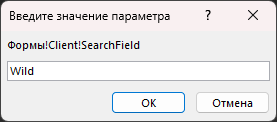 Введите значение параметра ? ×
Формы!Client!SearchField
Wild
ОК Отмена